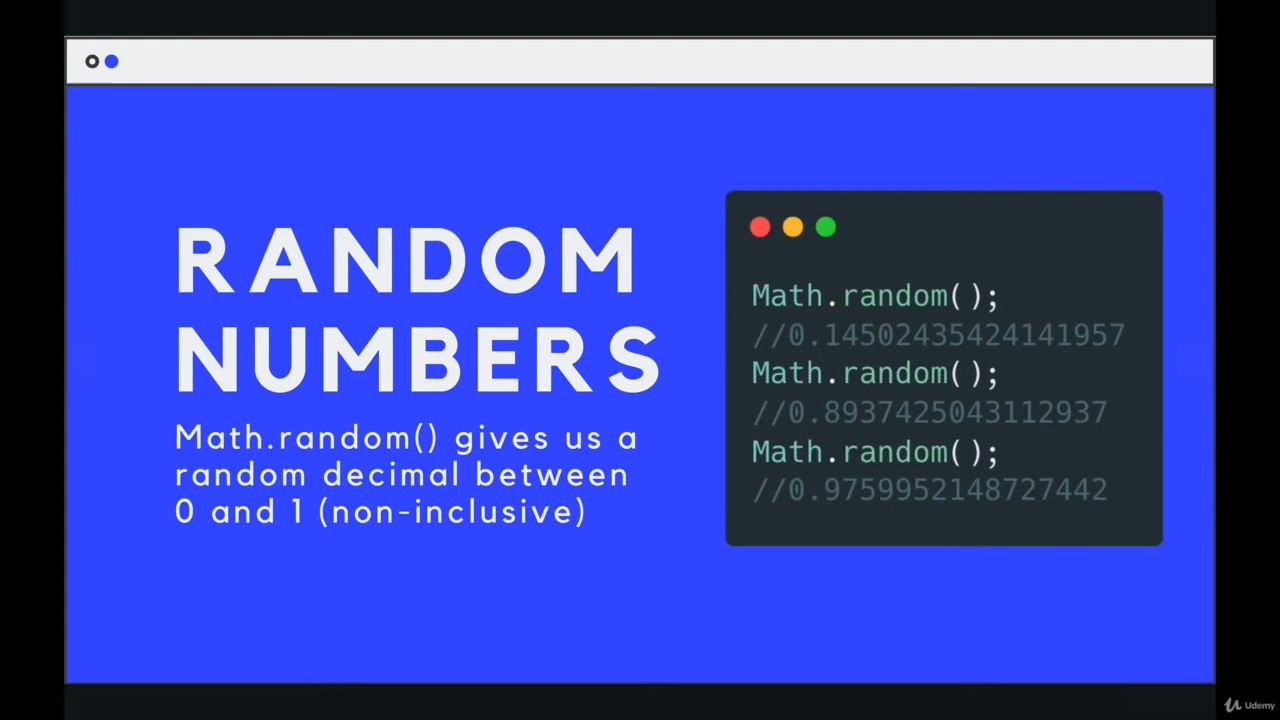 RANDOM
NUMBERS
Math.random() gives us a
random decimal between
0 and 1 (non-inclusive)
Math.random();
//0.14502435424141957
Math.random();
//0.8937425043112937
Math.random();
//0.9759952148727442
Udemy